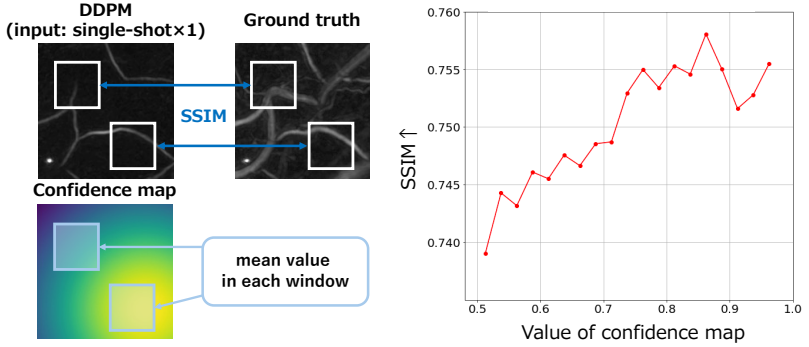 DDPM
(input: single-shot×1)
Ground truth
SSIM
Confidence map
mean value
in each window
0.760
0.755
0.750
0.745
0.740
SSIM ↑
0.5 0.6 0.7 0.8 0.9 1.0
Value of confidence map